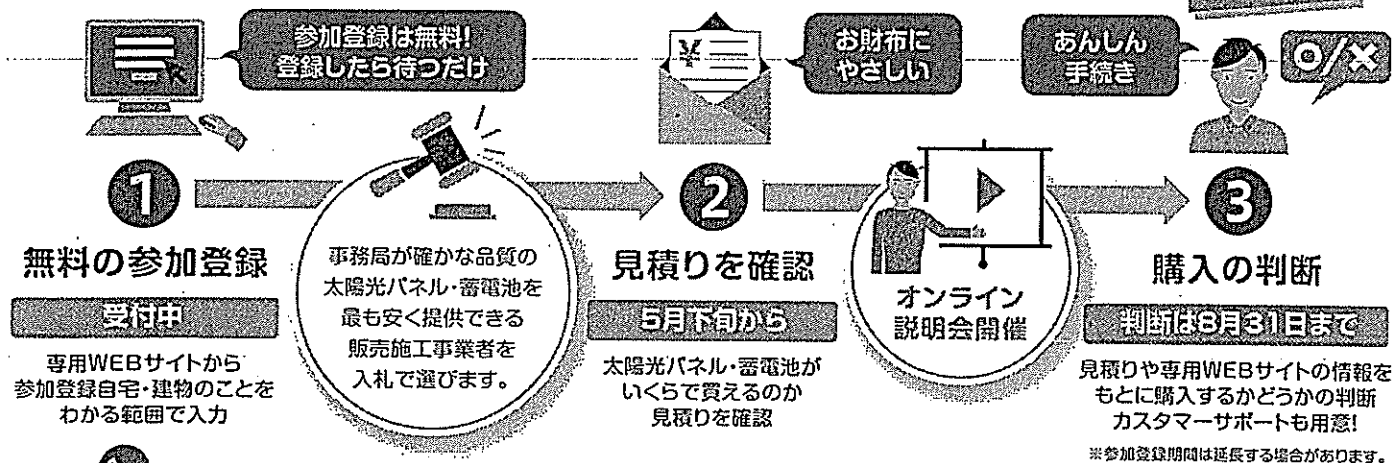 参加登録は無料!
登録したら待つだけ
お財布に
やさしい
あんしん
手続き
○/×
1
無料の参加登録
受付中
専用WEBサイトから
参加登録自宅・建物のことを
わかる範囲で入力
事務局が確かな品質の
太陽光パネル・蓄電池を
最も安く提供できる
販売施工事業者を
入札で選びます。
¥
2
見積りを確認
5月下旬から
太陽光パネル・蓄電池が
いくらで買えるのか
見積りを確認
オンライン
説明会開催
3
購入の判断
判断は8月31日まで
見積りや専用WEBサイトの情報を
もとに購入するかどうかの判断
カスタマーサポートも用意!
※参加登録期間は延長する場合があります。